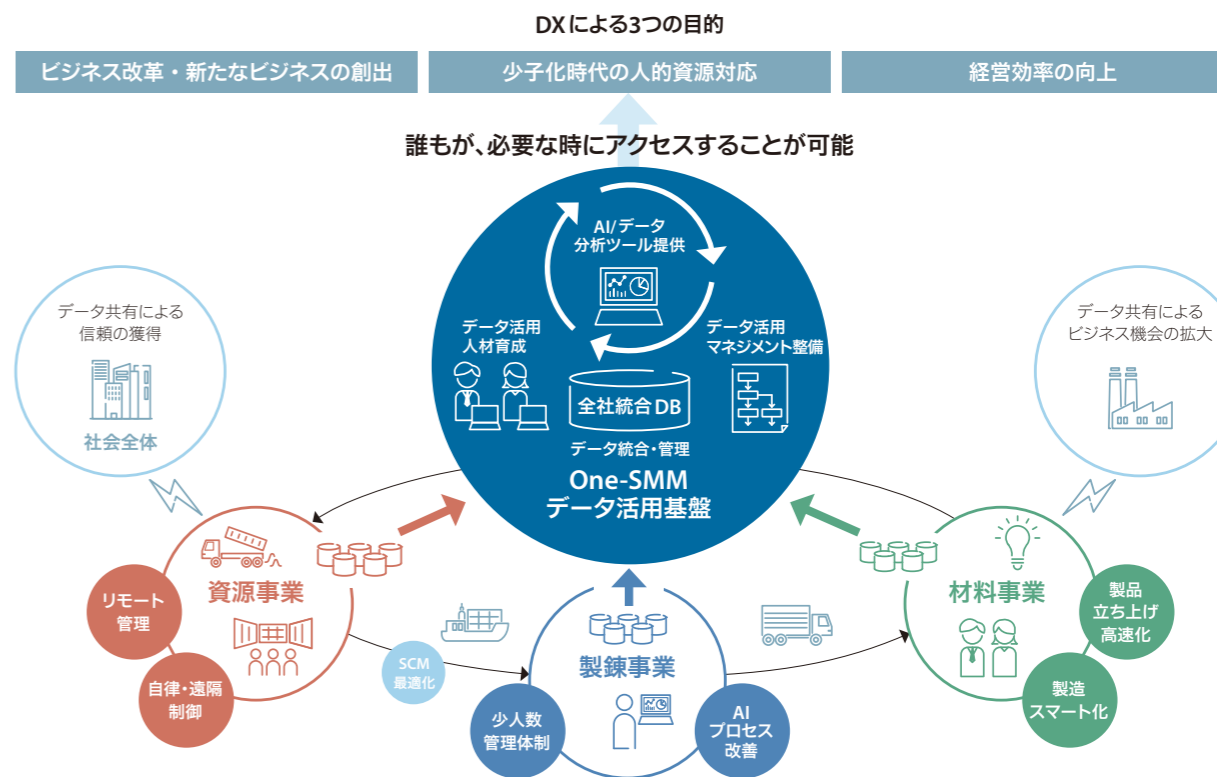 DXによる3つの目的
ビジネス改革・新たなビジネスの創出
少子化時代の人的資源対応
経営効率の向上
誰もが、必要な時にアクセスすることが可能
AI/データ
分析ツール提供
データ活用
人材育成
データ活用
マネジメント整備
全社統合DB
データ統合・管理
One-SMM
データ活用基盤
データ共有による
信頼の獲得
社会全体
データ共有による
ビジネス機会の拡大
資源事業
リモート
管理
自律・遠隔
制御
SCM
最適化
製錬事業
少人数
管理体制
AI
プロセス
改善
材料事業
製品
立ち上げ
高速化
製造
スマート化